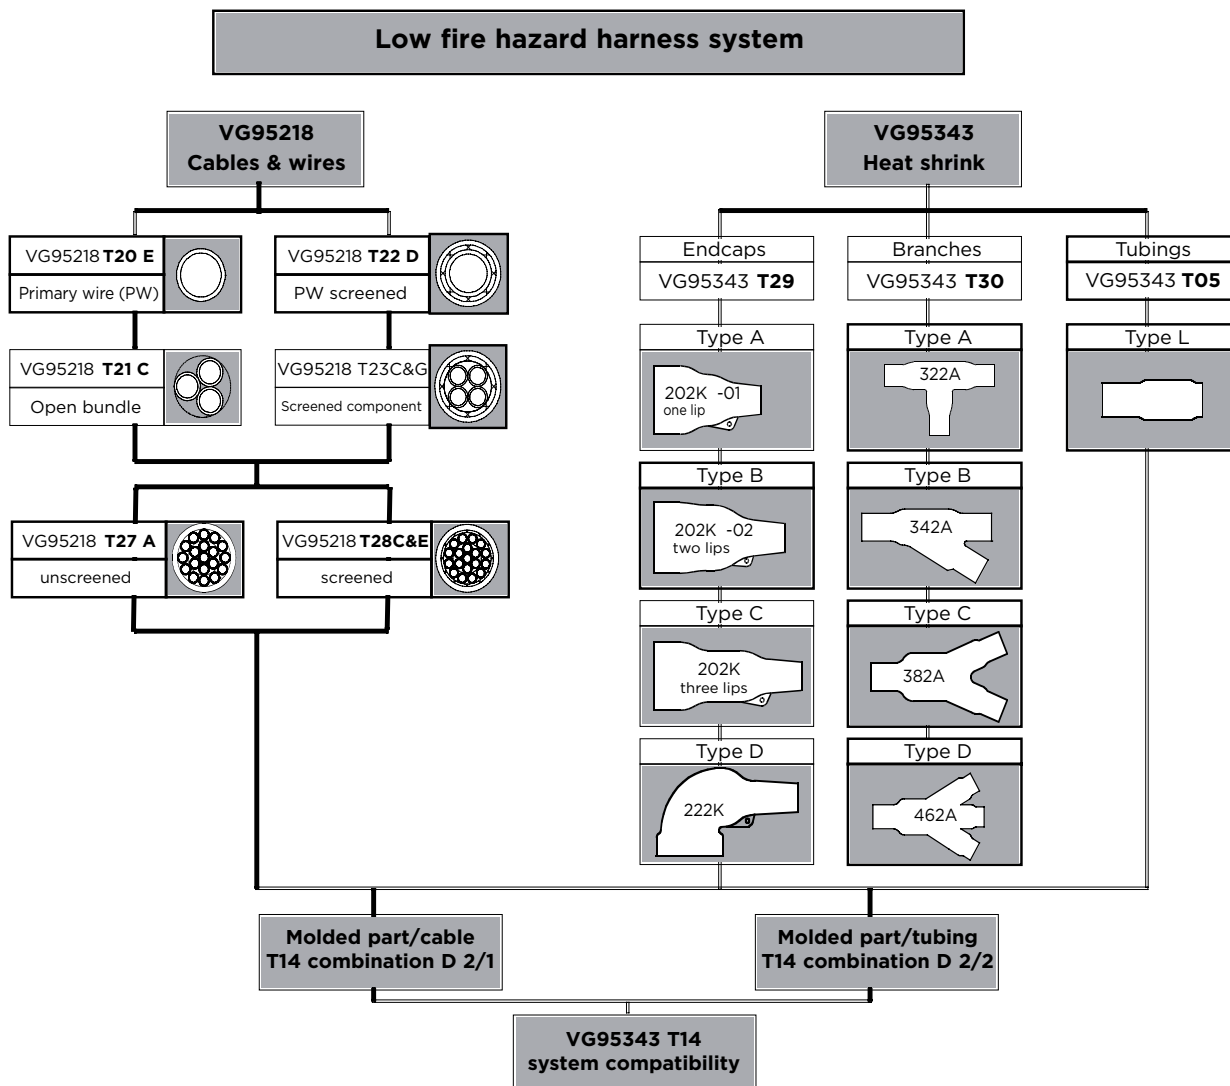 Low fire hazard harness system
VG95218
Cables & wires
VG95343
Heat shrink
VG95218 T20 E
Primary wire (PW)
VG95218 T22 D
PW screened
VG95218 T21 C
Open bundle
VG95218 T23C&G
Screened component
VG95218 T27 A
unscreened
VG95218 T28C&E
screened
Endcaps
VG95343 T29
Type A
202K -01
one lip
Type B
202K -02
two lips
Type C
202K
three lips
Type D
222K
Branches
VG95343 T30
Type A
322A
Type B
342A
Type C
382A
Type D
462A
Tubings
VG95343 T05
Type L
Molded part/cable
T14 combination D 2/1
Molded part/tubing
T14 combination D 2/2
VG95343 T14
system compatibility